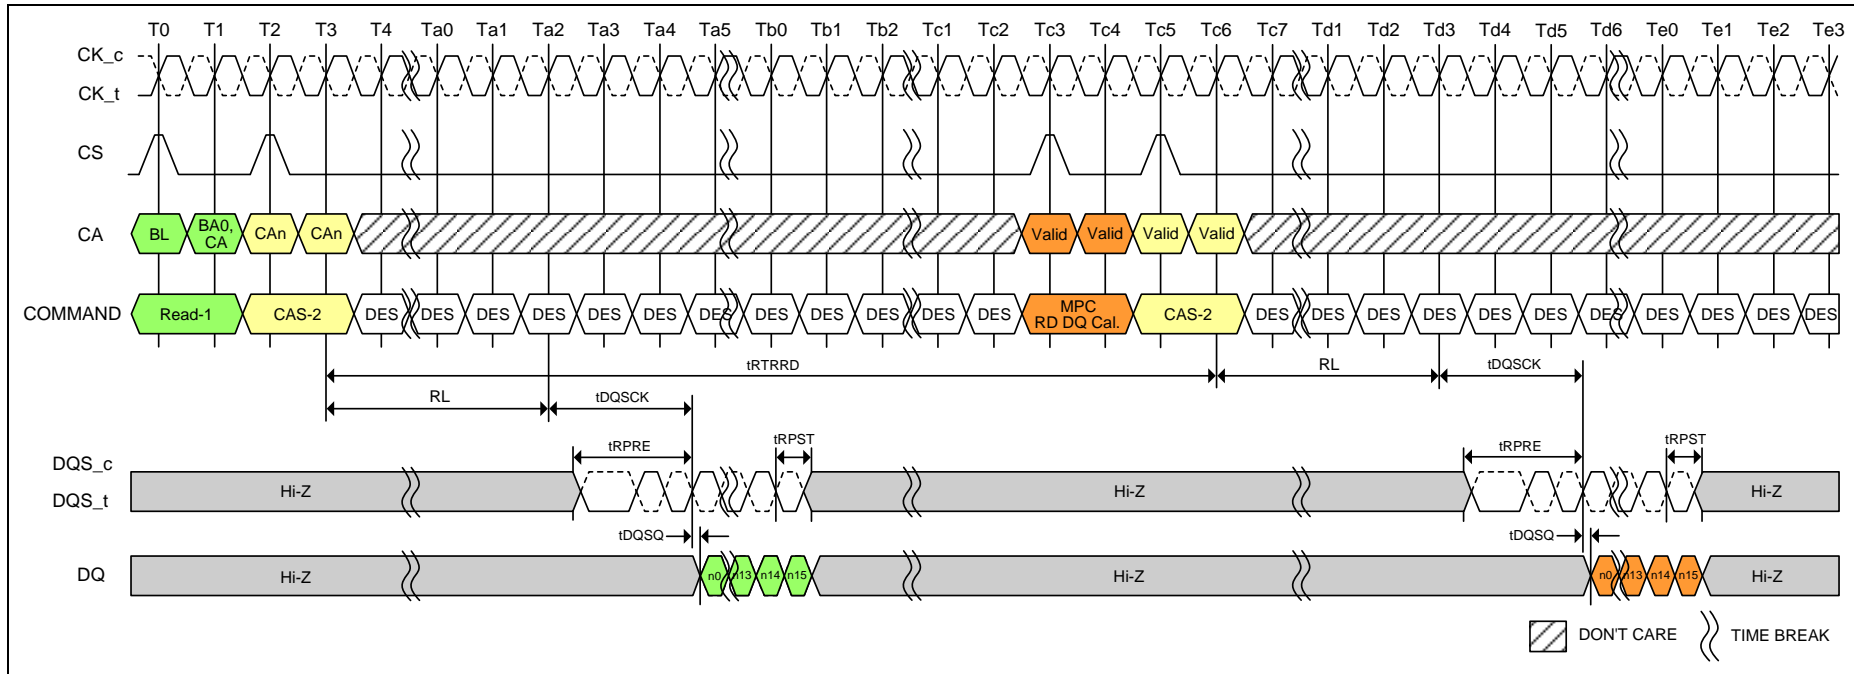 T0 T1 T2 T3 T4 Ta0 Ta1 Ta2 Ta3 Ta4 Ta5 Tb0 Tb1 Tb2 Tc1 Tc2 Tc3 Tc4 Tc5 Tc6 Tc7 Td1 Td2 Td3 Td4 Td5 Td6 Te0 Te1 Te2 Te3
CK_c
CK_t
CS
CA BL BA0, CA CAn CAn Valid Valid Valid Valid
COMMAND Read-1 CAS-2 DES DES DES DES DES DES DES DES DES DES DES DES MPC RD DQ Cal. CAS-2 DES DES DES DES DES DES DES DES DES DES DES
tRTRRD RL tDQSCK
RL tDQSCK
tRPRE tRPST tRPRE tRPST
DQS_c
DQS_t
Hi-Z Hi-Z Hi-Z
tDQSQ tDQSQ
DQ Hi-Z n0 n13 n14 n15 Hi-Z n0 n13 n14 n15 Hi-Z
DON'T CARE TIME BREAK